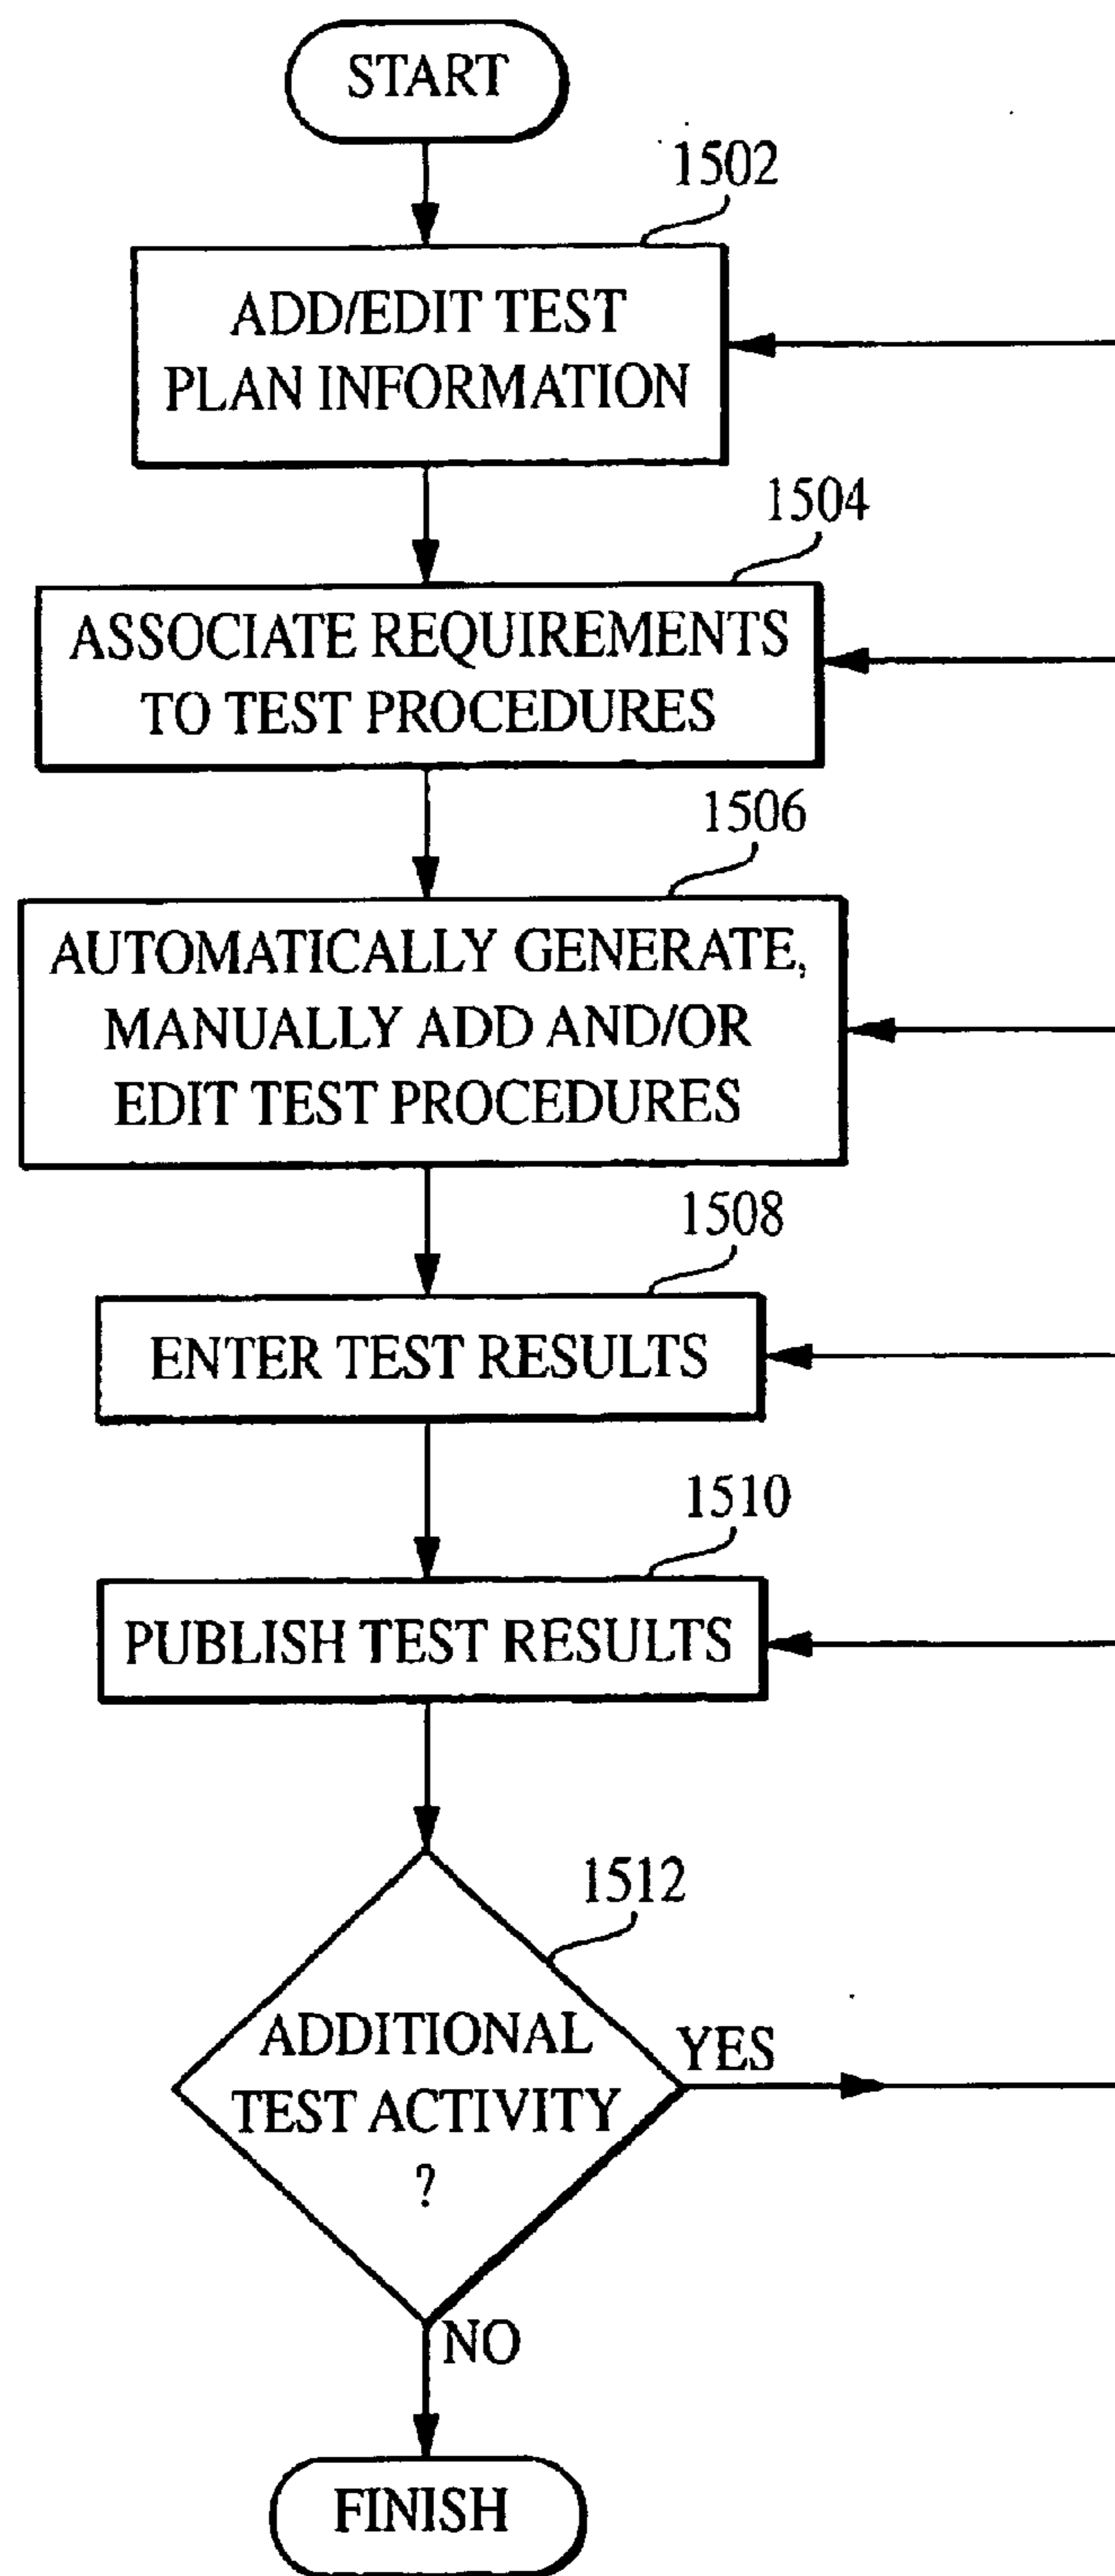 START
1502
ADD/EDIT TEST
PLAN INFORMATION
1504
ASSOCIATE REQUIREMENTS
TO TEST PROCEDURES
1506
AUTOMATICALLY GENERATE,
MANUALLY ADD AND/OR
EDIT TEST PROCEDURES
1508
ENTER TEST RESULTS
1510
PUBLISH TEST RESULTS
1512
ADDITIONAL
TEST ACTIVITY
?
YES
NO
FINISH